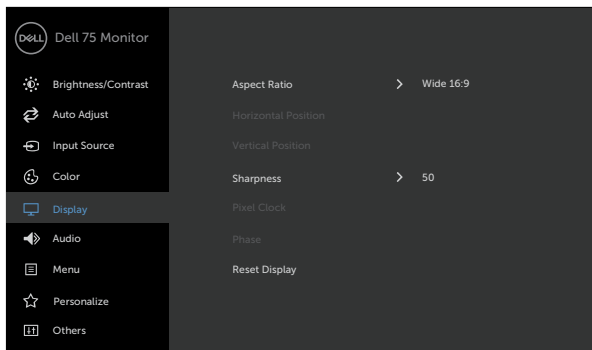 DELL Dell 75 Monitor
Brightness/Contrast
Aspect Ratio Wide 16:9
Auto Adjust
Horizontal Position
Input Source
Vertical Position
Color
Sharpness 50
Display
Pixel Clock
Audio
Phase
Menu
Reset Display
Personalize
Others